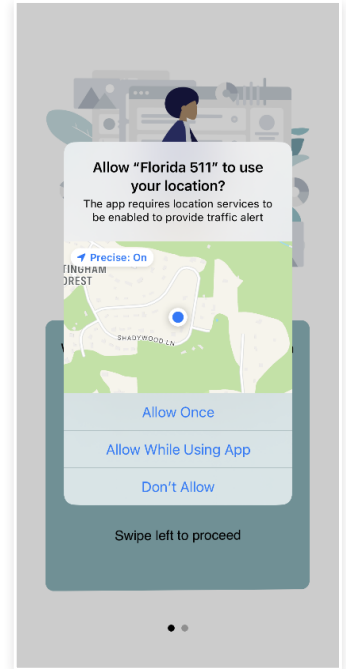 Allow “Florida 511” to use
your location?
The app requires location services to
be enabled to provide traffic alert
Precise: On
TINGHAM
OREST
SHADYWOOD LN
Allow Once
Allow While Using App
Don’t Allow
Swipe left to proceed